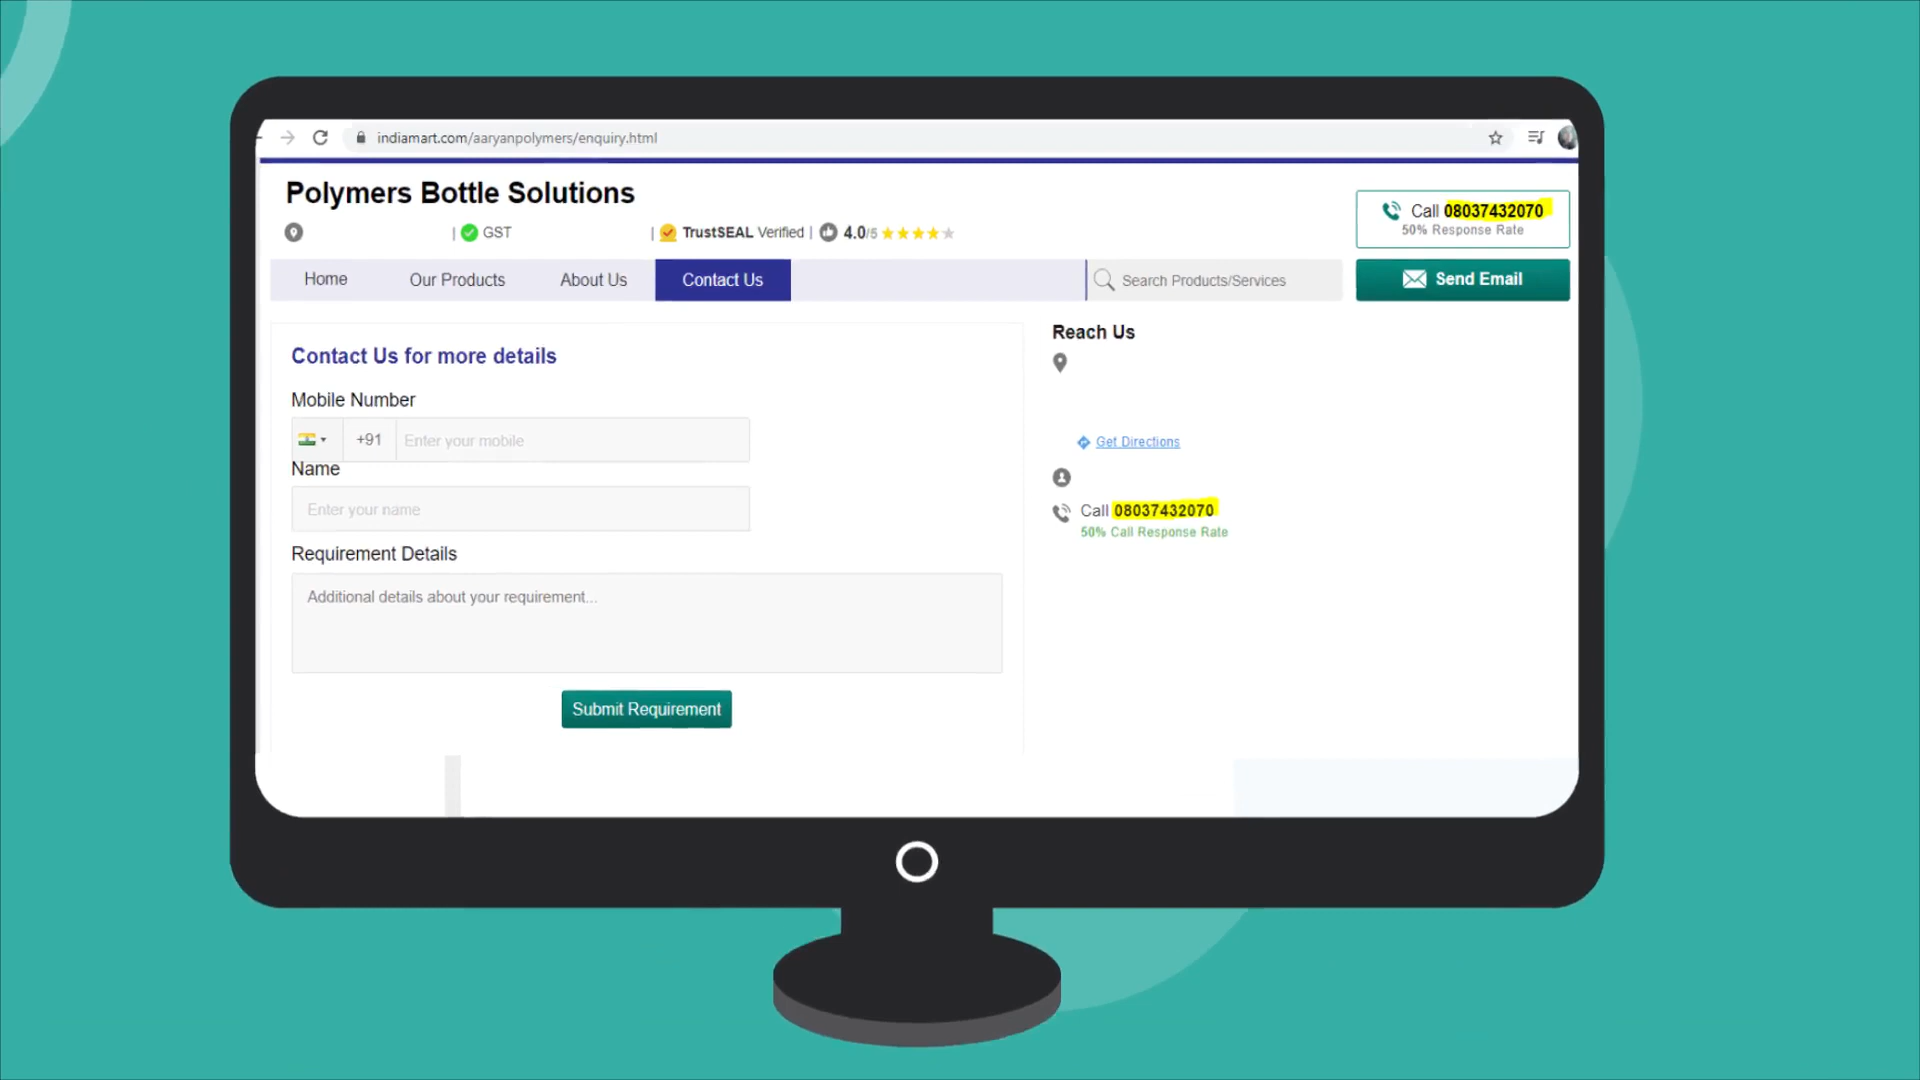 indiamart.com/aaryanpolymers/enquiry.html
Polymers Bottle Solutions
| GST | TrustSEAL Verified | 4.0/5
Call 08037432070
50% Response Rate
Home Our Products About Us Contact Us Search Products/Services Send Email
Contact Us for more details
Mobile Number
+91 Enter your mobile
Name
Enter your name
Requirement Details
Additional details about your requirement...
Submit Requirement
Reach Us
Get Directions
Call 08037432070
50% Call Response Rate